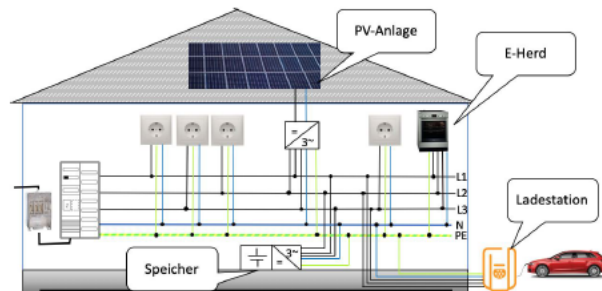 PV-Anlage
E-Herd
=
3~
L1
L2
L3
N
PE
Ladestation
Speicher
=
3~